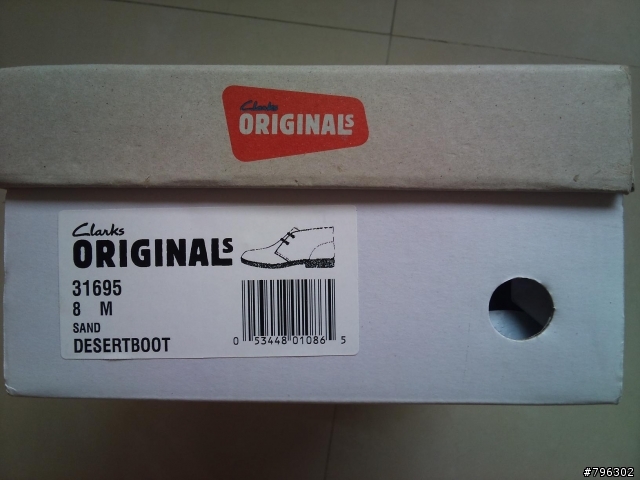 Clarks
ORIGINALS
Clarks
ORIGINALS
31695
8 M
SAND
DESERTBOOT
0 53448 01086 5
#796302